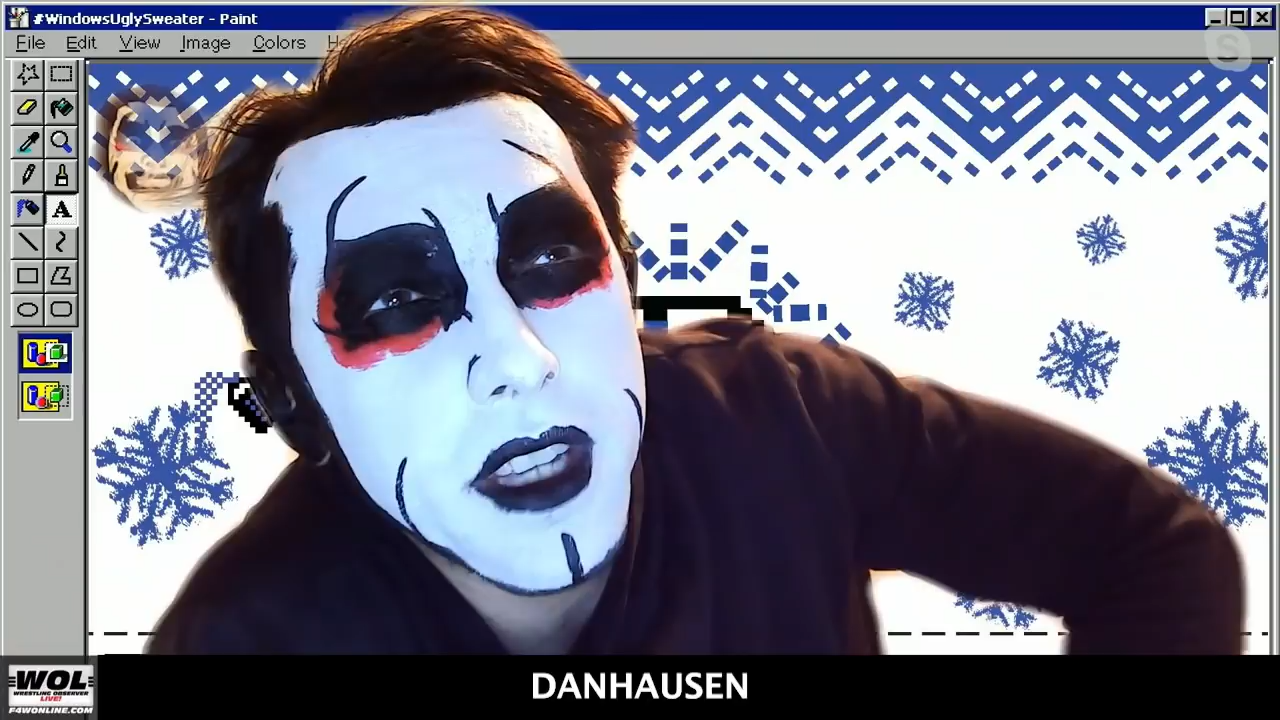 #WindowsUglySweater - Paint
File Edit View Image Colors H
A
S
DANHAUSEN
WOL
WRESTLING OBSERVER
LIVE!
F4WONLINE.COM